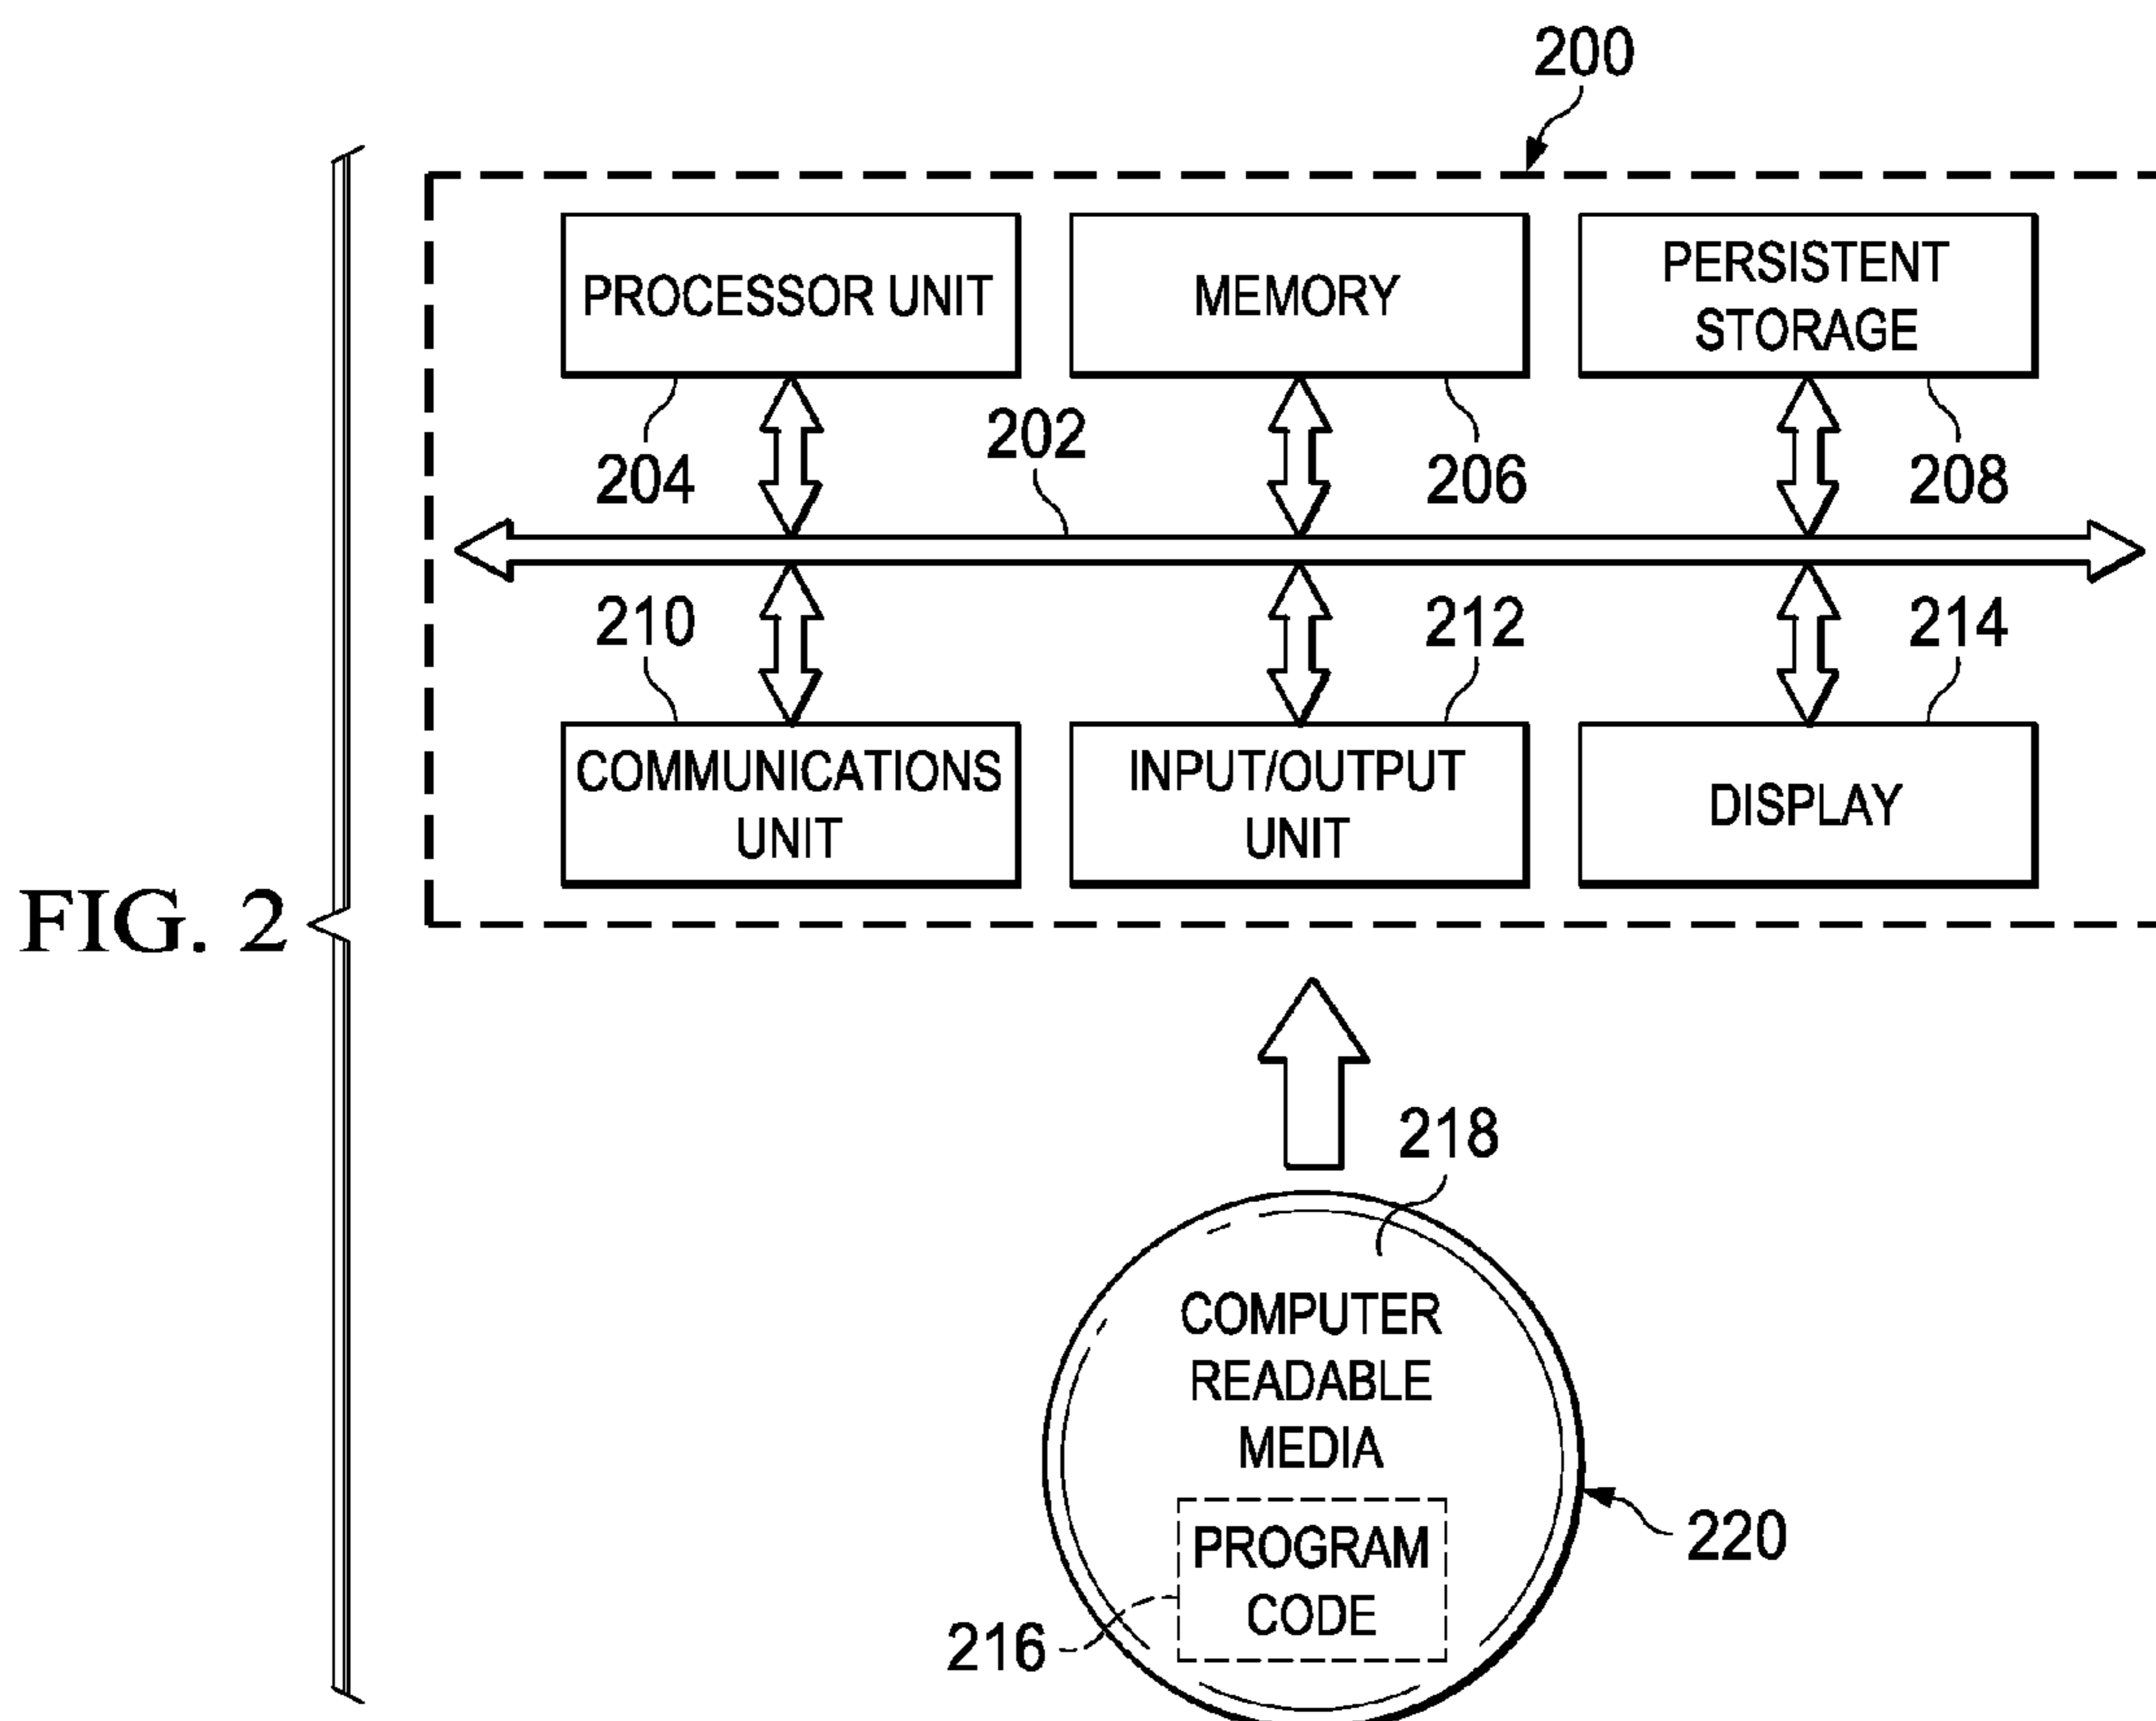 200
PROCESSOR UNIT
MEMORY
PERSISTENT
STORAGE
204
202
206
208
210
212
214
COMMUNICATIONS
UNIT
INPUT/OUTPUT
UNIT
DISPLAY
FIG. 2
218
COMPUTER
READABLE
MEDIA
PROGRAM
CODE
220
216